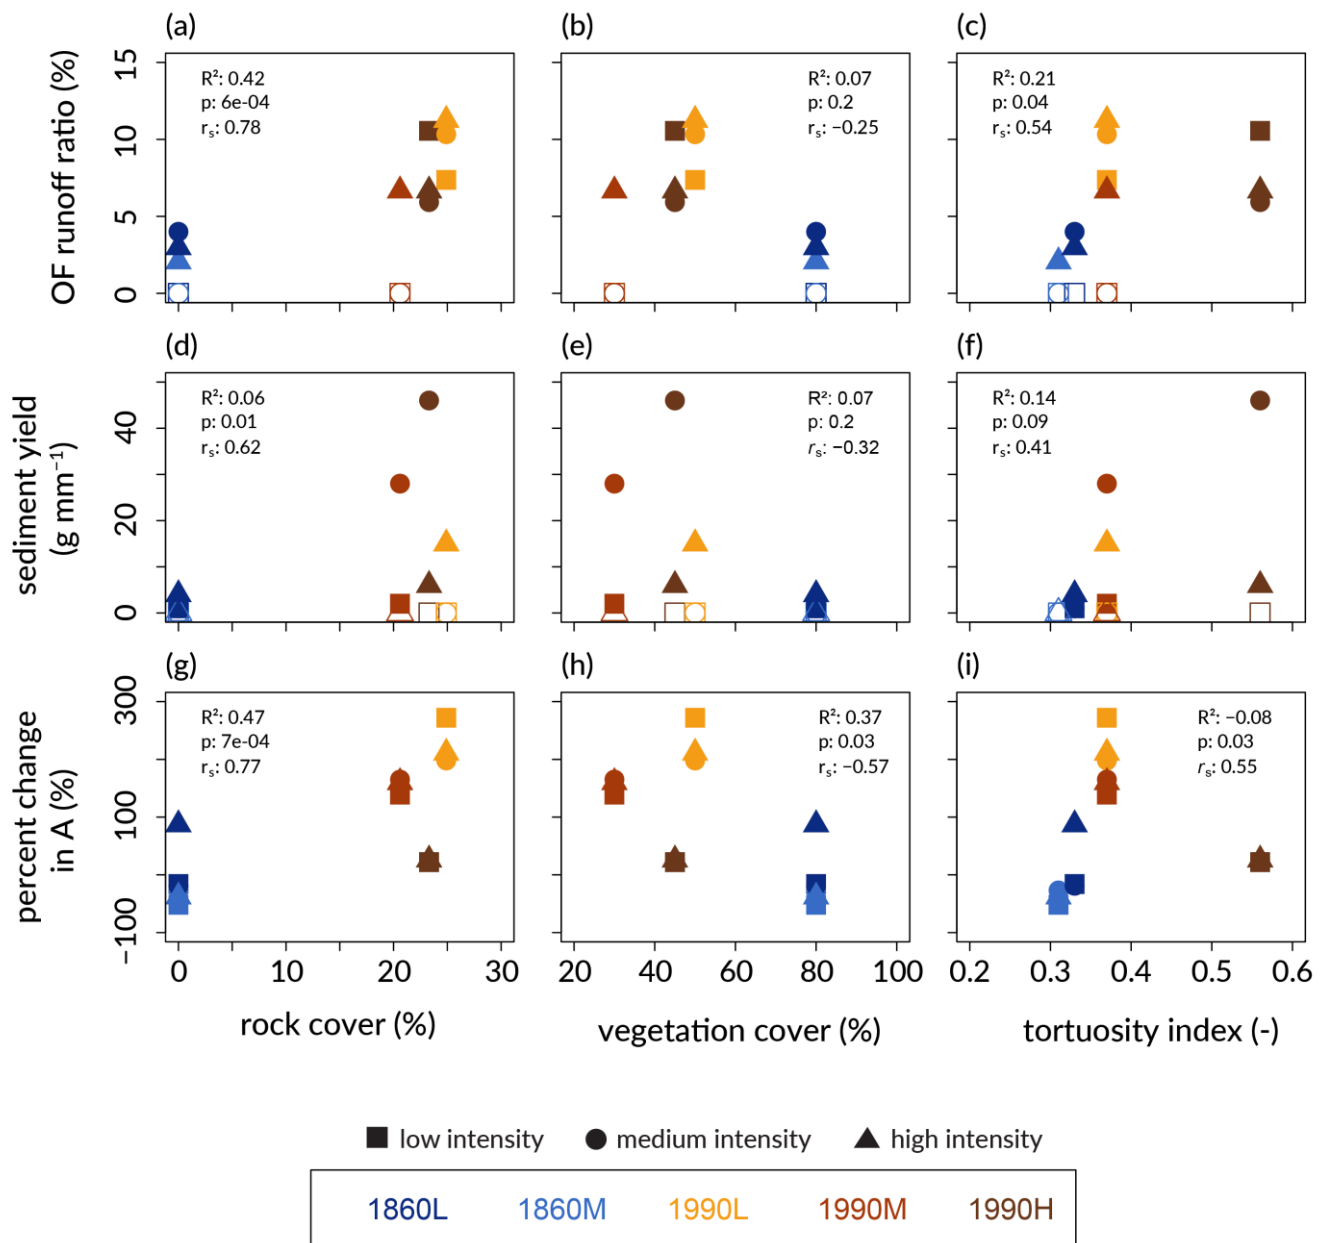 (a)
(b)
(c)
OF runoff ratio (%)
15
10
5
0
R²: 0.42
p: 6e-04
rₛ: 0.78
R²: 0.07
p: 0.2
rₛ: −0.25
R²: 0.21
p: 0.04
rₛ: 0.54
(d)
(e)
(f)
sediment yield
(g mm⁻¹)
40
20
0
R²: 0.06
p: 0.01
rₛ: 0.62
R²: 0.07
p: 0.2
rₛ: −0.32
R²: 0.14
p: 0.09
rₛ: 0.41
(g)
(h)
(i)
percent change
in A (%)
300
100
−100
R²: 0.47
p: 7e-04
rₛ: 0.77
R²: 0.37
p: 0.03
rₛ: −0.57
R²: −0.08
p: 0.03
rₛ: 0.55
0 10 20 30
20 40 60 80 100
0.2 0.3 0.4 0.5 0.6
rock cover (%)
vegetation cover (%)
tortuosity index (-)
low intensity medium intensity high intensity
1860L 1860M 1990L 1990M 1990H